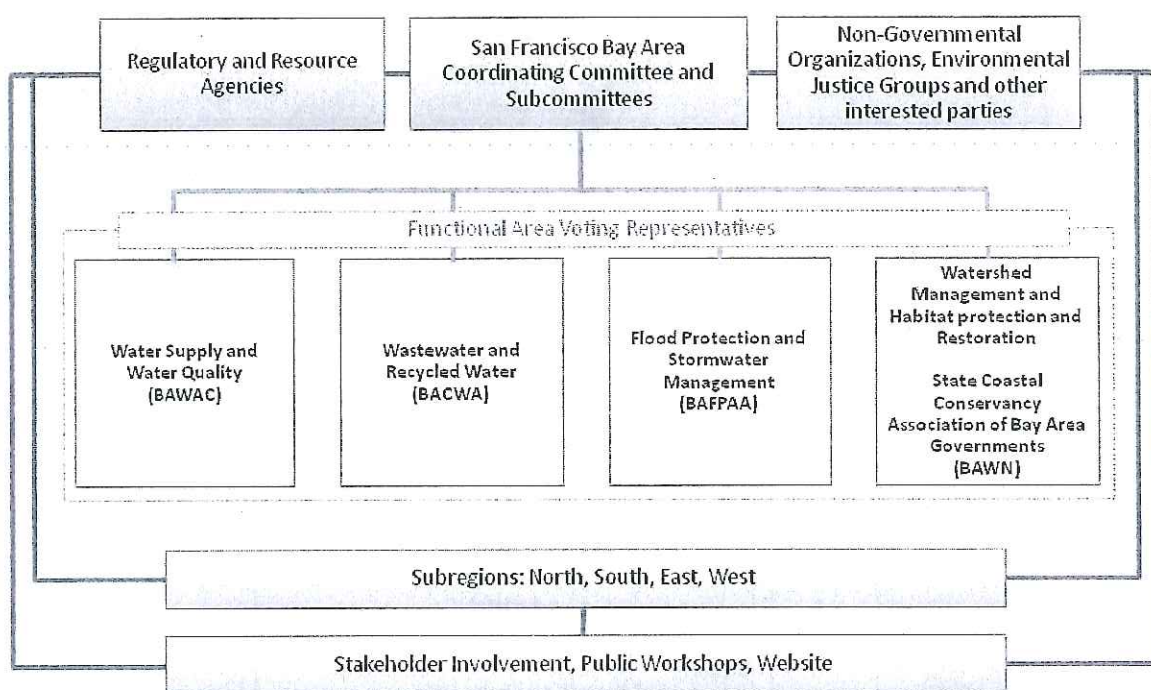 Regulatory and Resource
Agencies
San Francisco Bay Area
Coordinating Committee and
Subcommittees
Non-Governmental
Organizations, Environmental
Justice Groups and other
interested parties
Functional Area Voting Representatives
Water Supply and
Water Quality
(BAWAC)
Wastewater and
Recycled Water
(BACWA)
Flood Protection and
Stormwater
Management
(BAFPAA)
Watershed
Management and
Habitat protection and
Restoration
State Coastal
Conservancy
Association of Bay Area
Governments
(BAWN)
Subregions: North, South, East, West
Stakeholder Involvement, Public Workshops, Website